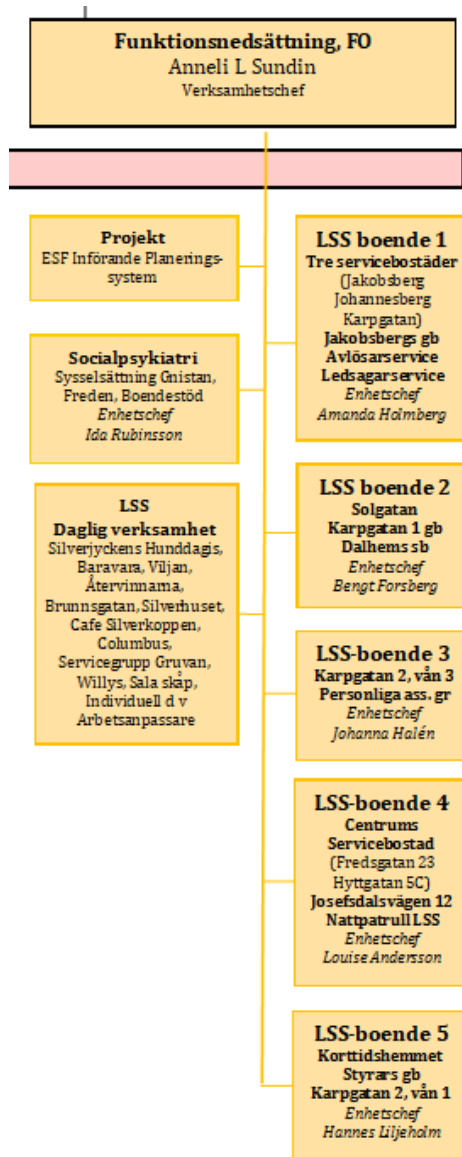 Funktionsnedsättning, FO
Anneli L Sundin
Verksamhetschef
Projekt
ESF Införande Planerings-
system
Socialpsykiatri
Sysselsättning Gnistan,
Freden, Boendestöd
Enhetschef
Ida Rubinsson
LSS
Daglig verksamhet
Silverjyckens Hunddagis,
Baravara, Viljan,
Återvinnarna,
Brunnsgatan, Silverhuset,
Cafe Silverkoppen,
Columbus,
Servicegrupp Gruvan,
Willys, Sala skåp,
Individuell d v
Arbetsanpassare
LSS boende 1
Tre servicebostäder
(Jakobsberg
Johannesberg
Karpgatan)
Jakobsbergs gb
Avlösarservice
Ledsagarservice
Enhetschef
Amanda Holmberg
LSS boende 2
Solgatan
Karpgatan 1 gb
Dalhems sb
Enhetschef
Bengt Forsberg
LSS-boende 3
Karpgatan 2, vån 3
Personliga ass. gr
Enhetschef
Johanna Halén
LSS-boende 4
Centrums
Servicebostad
(Fredsgatan 23
Hyttgatan 5C)
Josefsdalsvägen 12
Nattpatrull LSS
Enhetschef
Louise Andersson
LSS-boende 5
Korttidshemmet
Styrars gb
Karpgatan 2, vån 1
Enhetschef
Hannes Liljeholm